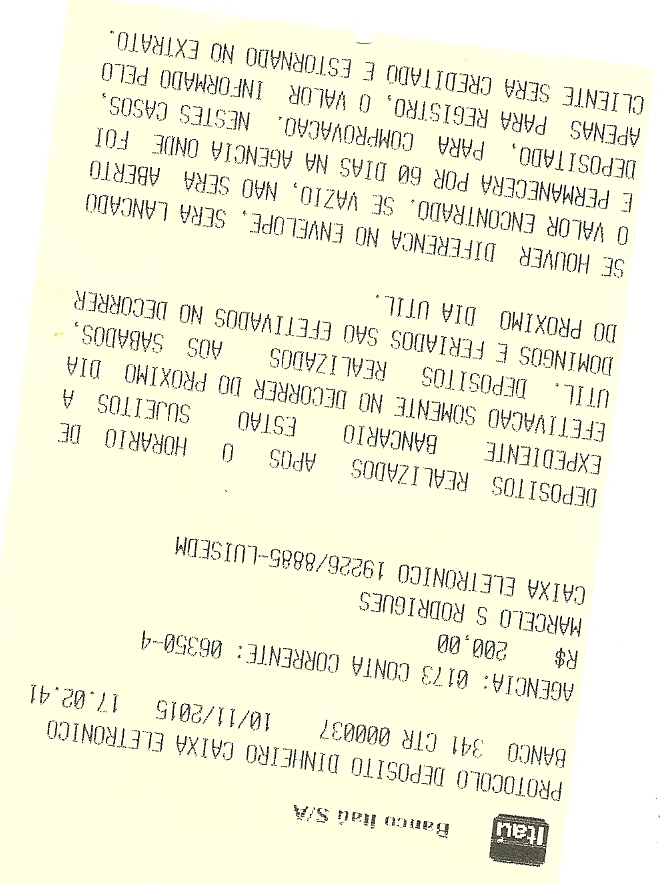 Itaú
Banco Itaú S/A
PROTOCOLO DEPOSITO DINHEIRO CAIXA ELETRONICO
BANCO 341 CTR 000037 10/11/2015 17.02.41
AGENCIA: 0173 CONTA CORRENTE: 06350-4
R$ 200,00
MARCELO S RODRIGUES
CAIXA ELETRONICO 19226/8885-LUISEDM
DEPOSITOS REALIZADOS APOS O HORARIO DE
EXPEDIENTE BANCARIO ESTAO SUJEITOS A
EFETIVACAO SOMENTE NO DECORRER DO PROXIMO DIA
UTIL. DEPOSITOS REALIZADOS AOS SABADOS,
DOMINGOS E FERIADOS SAO EFETIVADOS NO DECORRER
DO PROXIMO DIA UTIL.
SE HOUVER DIFERENCA NO ENVELOPE, SERA LANCADO
O VALOR ENCONTRADO. SE VAZIO, NAO SERA ABERTO
E PERMANECERA POR 60 DIAS NA AGENCIA ONDE FOI
DEPOSITADO, PARA COMPROVACAO. NESTES CASOS,
APENAS PARA REGISTRO, O VALOR INFORMADO PELO
CLIENTE SERA CREDITADO E ESTORNADO NO EXTRATO.